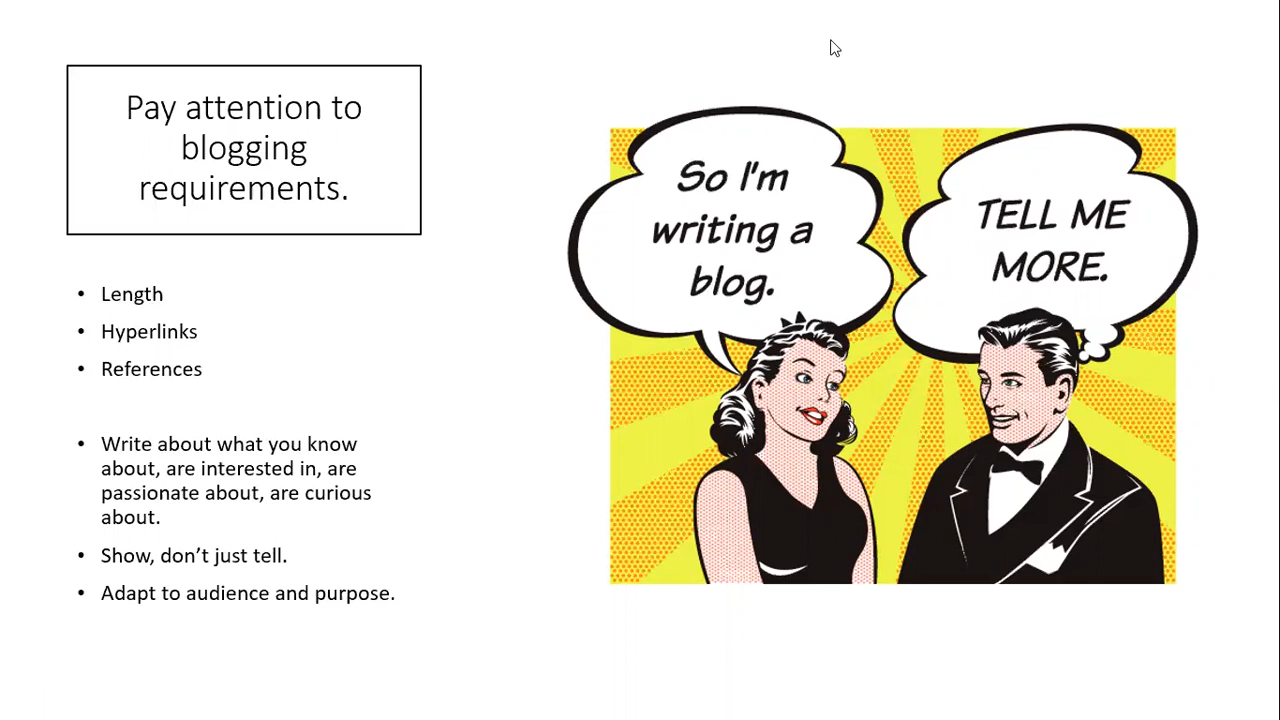 Pay attention to
blogging
requirements.
• Length
• Hyperlinks
• References
• Write about what you know
about, are interested in, are
passionate about, are curious
about.
• Show, don’t just tell.
• Adapt to audience and purpose.
So I'm
writing a
blog.
TELL ME
MORE.